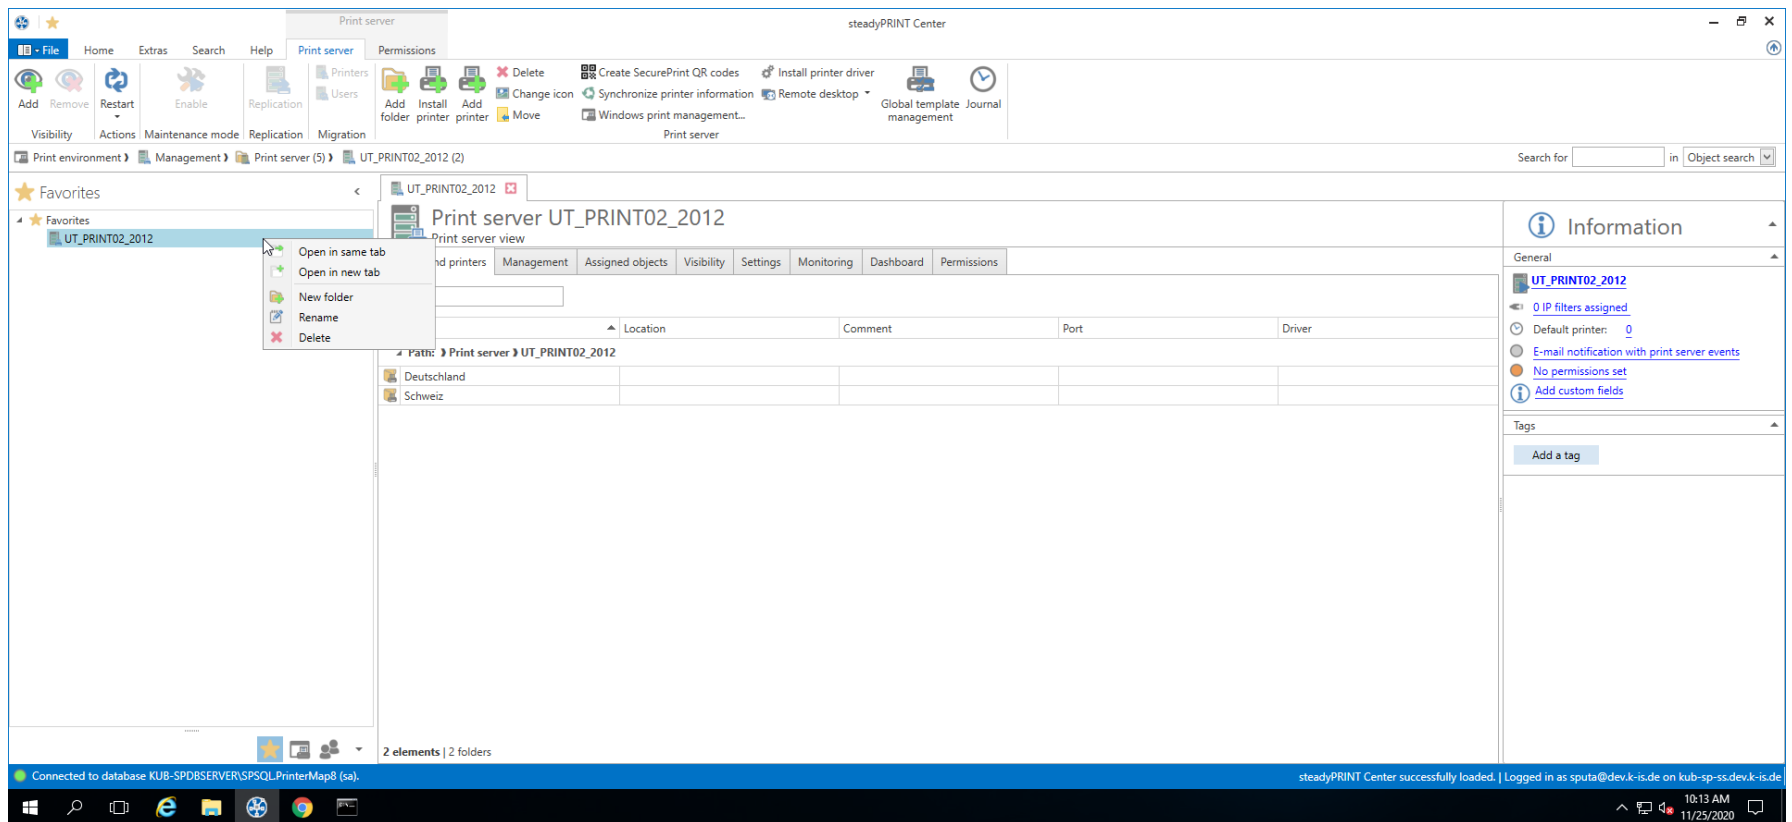 Print server
steadyPRINT Center
File Home Extras Search Help Print server Permissions
Add Remove Restart Enable Replication Printers Users
Visibility Actions Maintenance mode Replication Migration
Add folder Install printer Add printer
Delete
Change icon
Move
Create SecurePrint QR codes
Synchronize printer information
Windows print management...
Install printer driver
Remote desktop
Global template management
Journal
Print server
Print environment Management Print server (5) UT_PRINT02_2012 (2)
Search for in Object search
Favorites
Favorites
UT_PRINT02_2012
Open in same tab
Open in new tab
New folder
Rename
Delete
UT_PRINT02_2012
Print server UT_PRINT02_2012
Print server view
nd printers Management Assigned objects Visibility Settings Monitoring Dashboard Permissions
Location Comment Port Driver
Path: Print server UT_PRINT02_2012
Deutschland
Schweiz
2 elements | 2 folders
Information
General
UT_PRINT02_2012
0 IP filters assigned
Default printer: 0
E-mail notification with print server events
No permissions set
Add custom fields
Tags
Add a tag
Connected to database KUB-SPDBSERVER\SPSQL.PrinterMap8 (sa).
steadyPRINT Center successfully loaded. | Logged in as sputa@dev.k-is.de on kub-sp-ss.dev.k-is.de
10:13 AM
11/25/2020